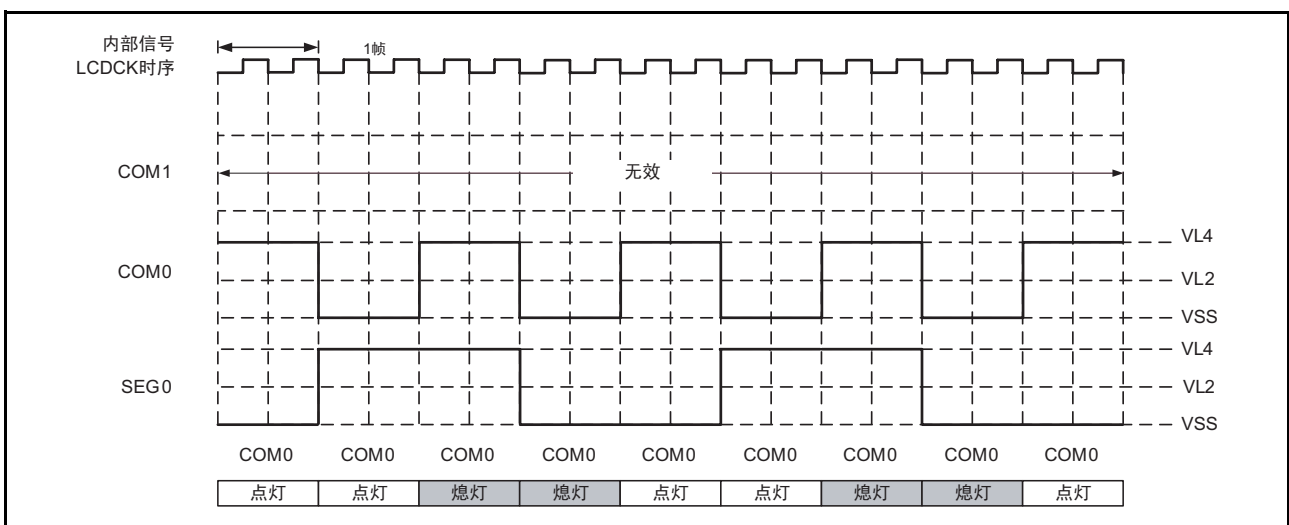 内部信号
LCDCK时序
1帧
COM1
无效
COM0
VL4
VL2
VSS
SEG0
VL4
VL2
VSS
COM0 COM0 COM0 COM0 COM0 COM0 COM0 COM0 COM0
点灯 点灯 熄灯 熄灯 点灯 点灯 熄灯 熄灯 点灯